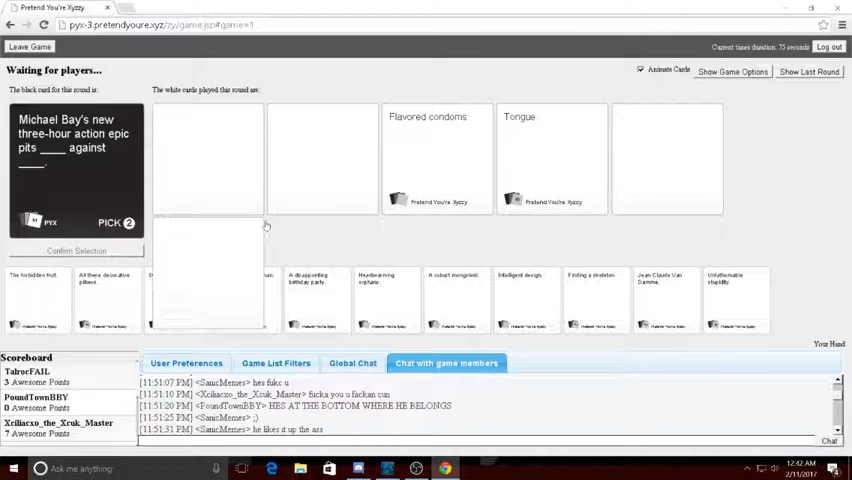 Pretend You're Xyzzy
pyx-3.pretendyoure.xyz/zy/game.jsp#game=1
Leave Game
Current timer duration: 75 seconds
Log out
Waiting for players...
Animate Cards
Show Game Options
Show Last Round
The black card for this round is:
The white cards played this round are:
Michael Bay's new
three-hour action epic
pits ____ against
____.
PYX
PICK 2
Flavored condoms
Pretend You're Xyzzy
Tongue
Pretend You're Xyzzy
Confirm Selection
The forbidden fruit.
All these decorative
pillows.
A disappointing
birthday party.
Heartwarming
orphans.
A robust mongoloid.
Intelligent design.
Finding a skeleton.
Jean-Claude Van
Damme.
Unfathomable
stupidity.
Your Hand
Scoreboard
TalrocFAIL
3 Awesome Points
PoundTownBBY
0 Awesome Points
Xciliacxo_the_Xcuk_Master
7 Awesome Points
User Preferences
Game List Filters
Global Chat
Chat with game members
[11:51:07 PM] <SanicMemes> hes fukc u
[11:51:10 PM] <Xciliacxo_the_Xcuk_Master> fucka you u fackan cun
[11:51:20 PM] <PoundTownBBY> HES AT THE BOTTOM WHERE HE BELONGS
[11:51:25 PM] <SanicMemes> ;)
[11:51:31 PM] <SanicMemes> he likes it up the ass
Chat
Ask me anything
12:42 AM
2/11/2017